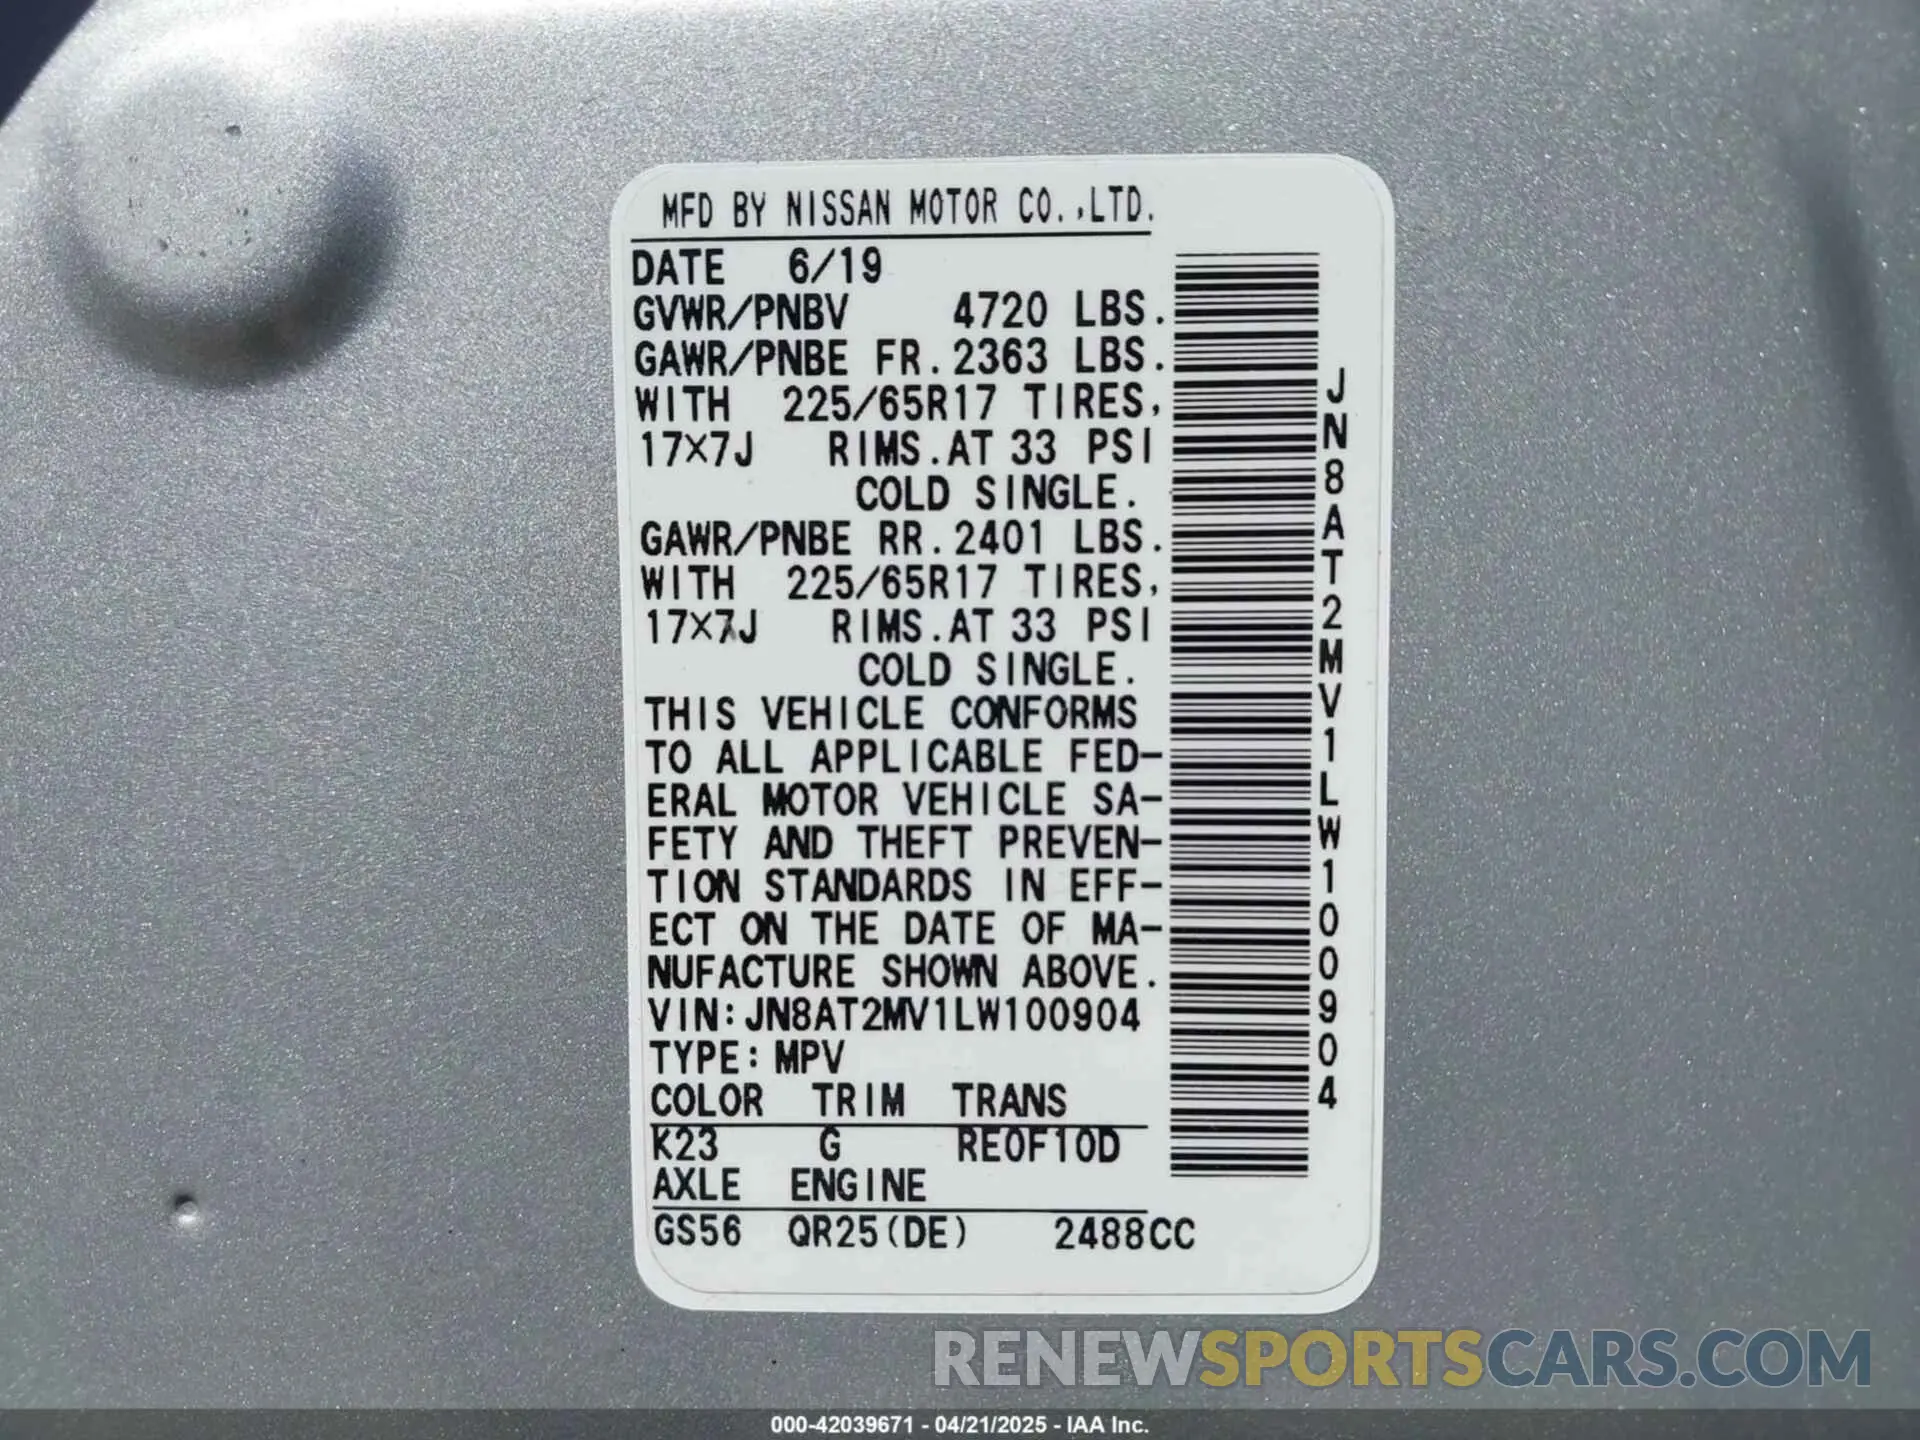 MFD BY NISSAN MOTOR CO.,LTD.
DATE 6/19
GVWR/PNBV 4720 LBS.
GAWR/PNBE FR.2363 LBS.
WITH 225/65R17 TIRES,
17×7J RIMS.AT 33 PSI
COLD SINGLE.
GAWR/PNBE RR.2401 LBS.
WITH 225/65R17 TIRES,
17×7J RIMS.AT 33 PSI
COLD SINGLE.
THIS VEHICLE CONFORMS
TO ALL APPLICABLE FED-
ERAL MOTOR VEHICLE SA-
FETY AND THEFT PREVEN-
TION STANDARDS IN EFF-
ECT ON THE DATE OF MA-
NUFACTURE SHOWN ABOVE.
VIN:JN8AT2MV1LW100904
TYPE:MPV
COLOR TRIM TRANS
K23 G RE0F10D
AXLE ENGINE
GS56 QR25(DE) 2488CC
JN8AT2MV1LW100904
RENEWSPORTSCARS.COM
000-42039671 - 04/21/2025 - IAA Inc.